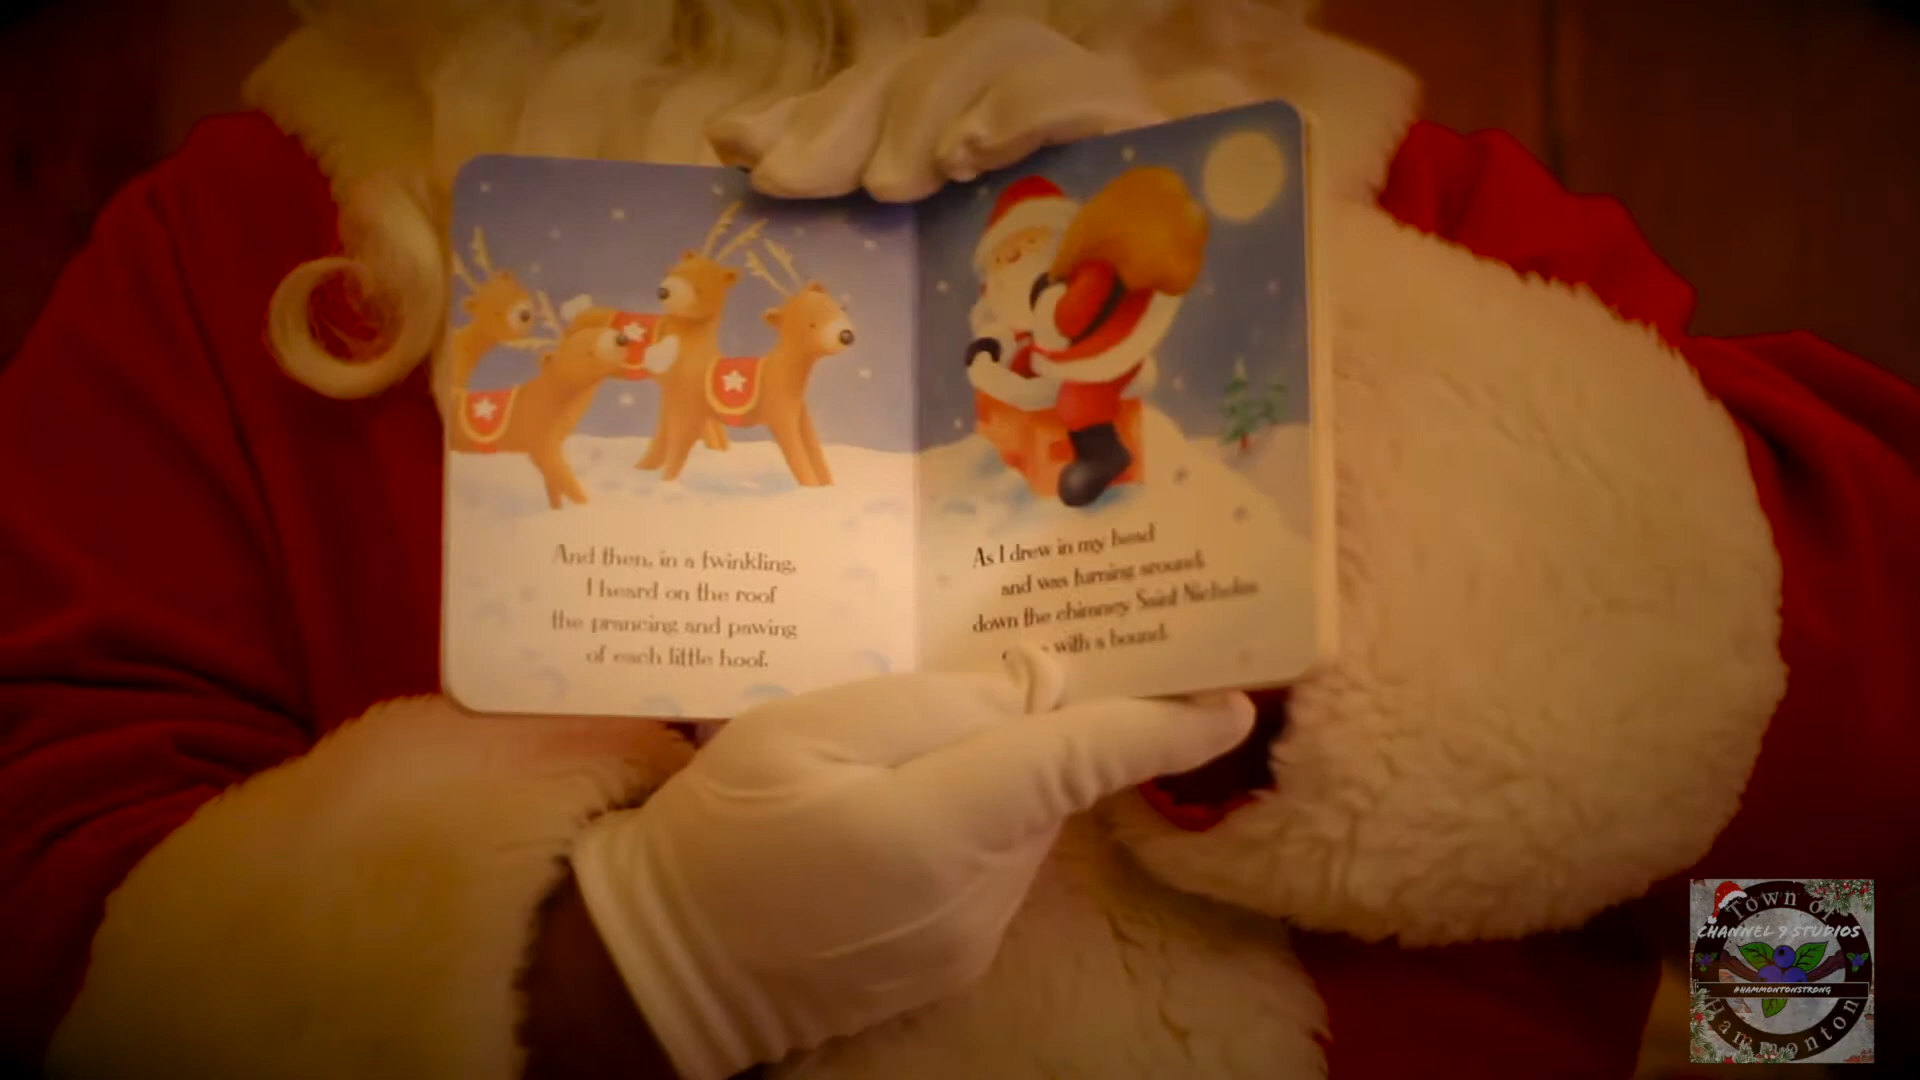 And then, in a twinkling,
I heard on the roof
the prancing and pawing
of each little hoof.
As I drew in my head
and was turning around,
down the chimney Saint Nicholas
with a bound.
Town of
CHANNEL 9 STUDIOS
#HAMMONTONSTRONG
Hammonton